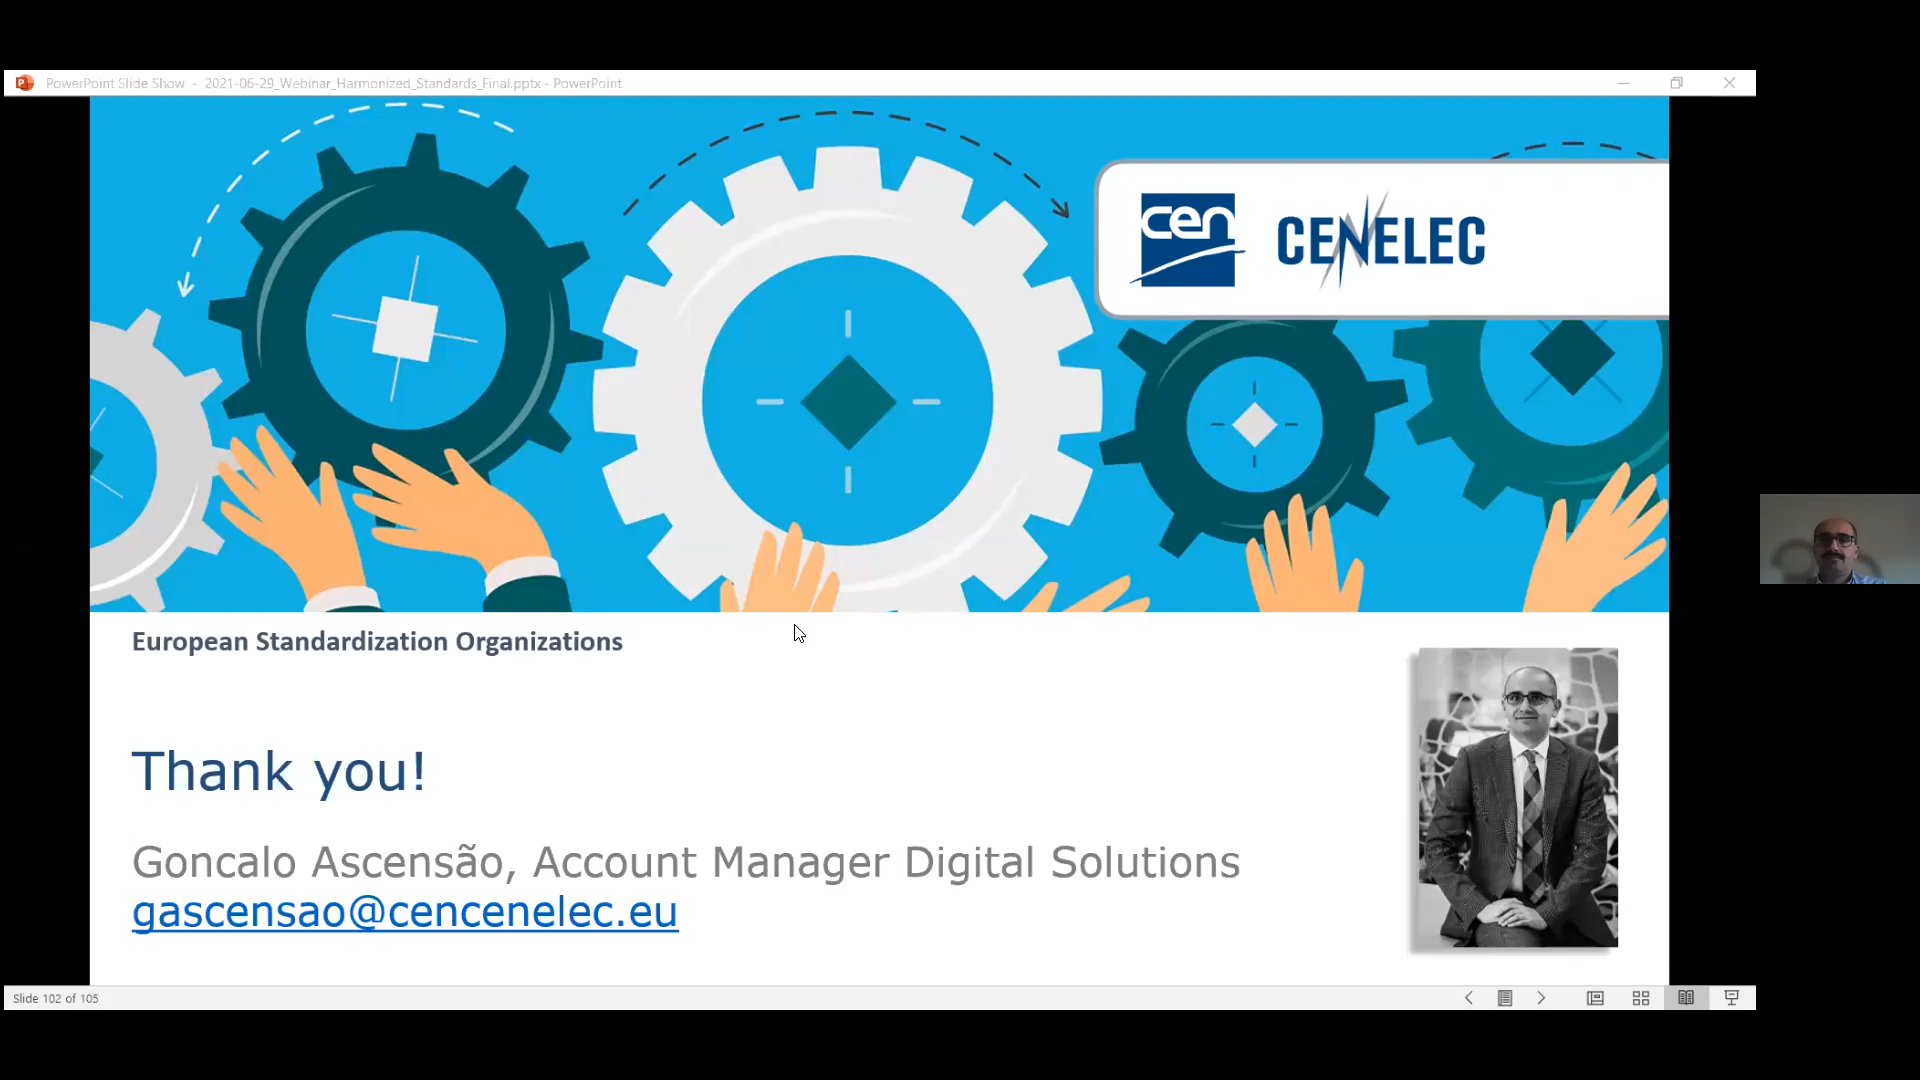 PowerPoint Slide Show - 2021-06-29_Webinar_Harmonized_Standards_Final.pptx - PowerPoint
cen CENELEC
European Standardization Organizations
Thank you!
Goncalo Ascensão, Account Manager Digital Solutions
gascensao@cencenelec.eu
Slide 102 of 105